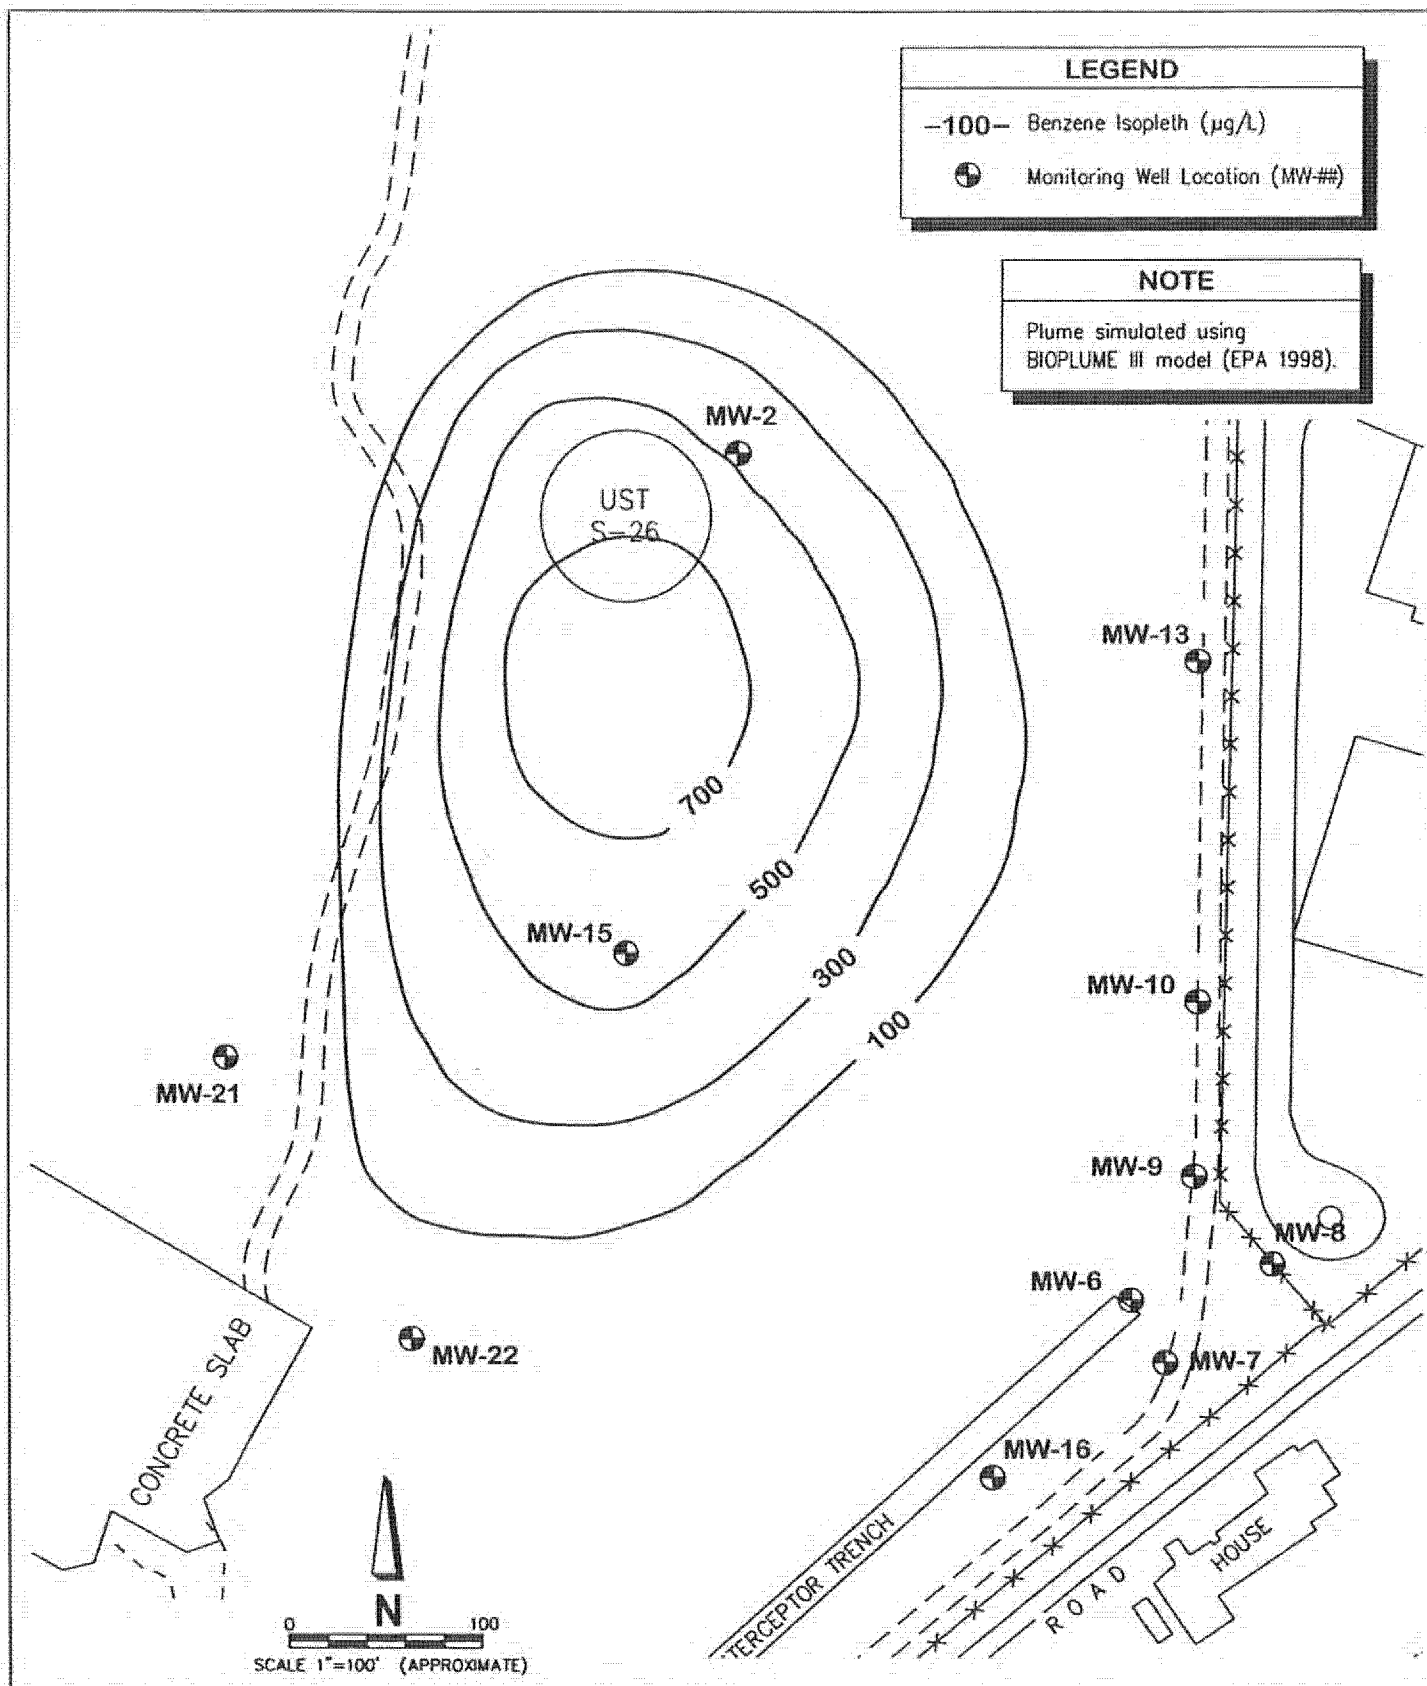 LEGEND
–100– Benzene Isopleth (µg/L)
Monitoring Well Location (MW-##)
NOTE
Plume simulated using
BIOPLUME III model (EPA 1998).
MW-2
UST
S-26
MW-13
700
500
MW-15
300
MW-10
100
MW-21
MW-9
MW-8
MW-6
MW-22
MW-7
CONCRETE SLAB
MW-16
TERCEPTOR TRENCH
HOUSE
ROAD
N
0 100
SCALE 1"=100' (APPROXIMATE)